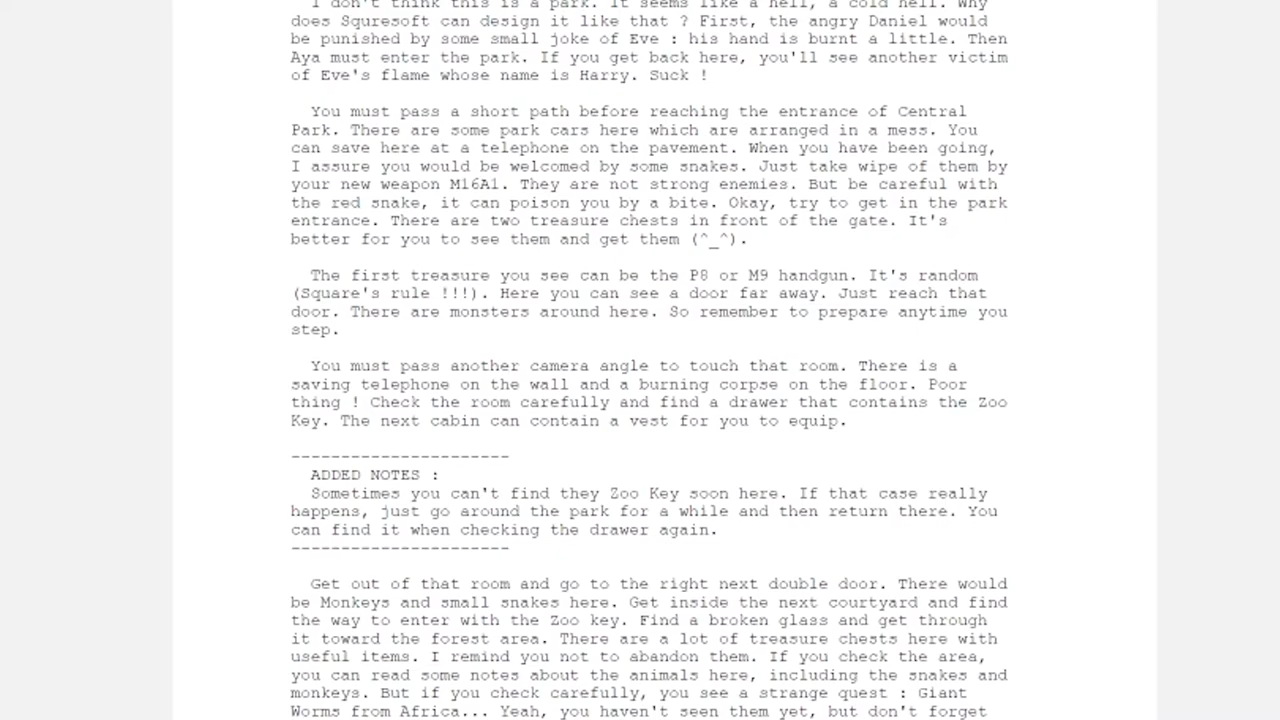 I don't think this is a park. It seems like a hell, a cold hell. Why
does Squresoft can design it like that ? First, the angry Daniel would
be punished by some small joke of Eve : his hand is burnt a little. Then
Aya must enter the park. If you get back here, you'll see another victim
of Eve's flame whose name is Harry. Suck !
You must pass a short path before reaching the entrance of Central
Park. There are some park cars here which are arranged in a mess. You
can save here at a telephone on the pavement. When you have been going,
I assure you would be welcomed by some snakes. Just take wipe of them by
your new weapon M16A1. They are not strong enemies. But be careful with
the red snake, it can poison you by a bite. Okay, try to get in the park
entrance. There are two treasure chests in front of the gate. It's
better for you to see them and get them (^_^).
The first treasure you see can be the P8 or M9 handgun. It's random
(Square's rule !!!). Here you can see a door far away. Just reach that
door. There are monsters around here. So remember to prepare anytime you
step.
You must pass another camera angle to touch that room. There is a
saving telephone on the wall and a burning corpse on the floor. Poor
thing ! Check the room carefully and find a drawer that contains the Zoo
Key. The next cabin can contain a vest for you to equip.
----------------------
ADDED NOTES :
Sometimes you can't find they Zoo Key soon here. If that case really
happens, just go around the park for a while and then return there. You
can find it when checking the drawer again.
----------------------
Get out of that room and go to the right next double door. There would
be Monkeys and small snakes here. Get inside the next courtyard and find
the way to enter with the Zoo key. Find a broken glass and get through
it toward the forest area. There are a lot of treasure chests here with
useful items. I remind you not to abandon them. If you check the area,
you can read some notes about the animals here, including the snakes and
monkeys. But if you check carefully, you see a strange quest : Giant
Worms from Africa... Yeah, you haven't seen them yet, but don't forget